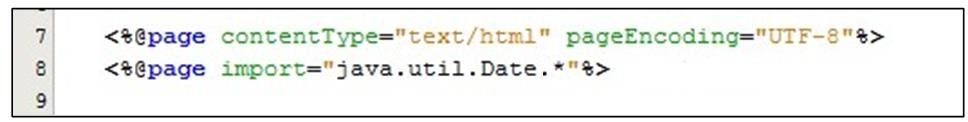 7 <%@page contentType="text/html" pageEncoding="UTF-8"%>
8 <%@page import="java.util.Date.*"%>
9